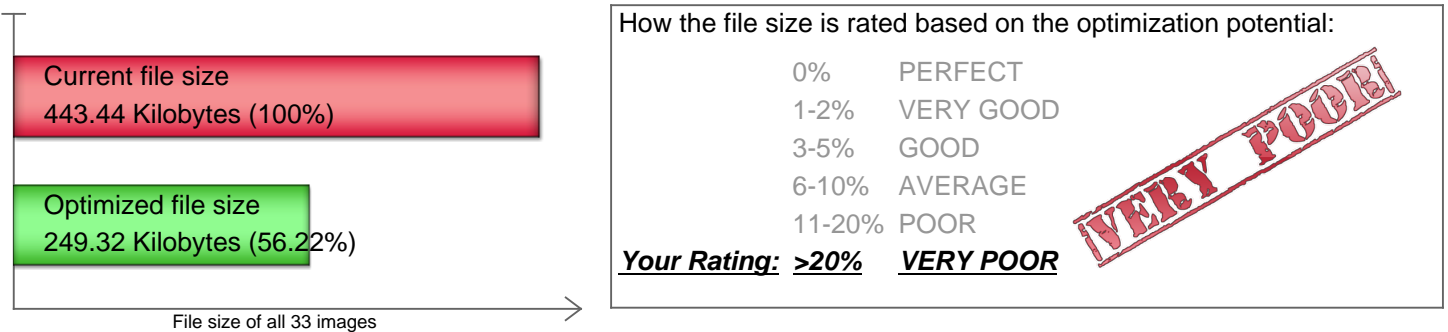 Current file size
443.44 Kilobytes (100%)
Optimized file size
249.32 Kilobytes (56.22%)
File size of all 33 images
How the file size is rated based on the optimization potential:
0% PERFECT
1-2% VERY GOOD
3-5% GOOD
6-10% AVERAGE
11-20% POOR
Your Rating: >20% VERY POOR
VERY POOR